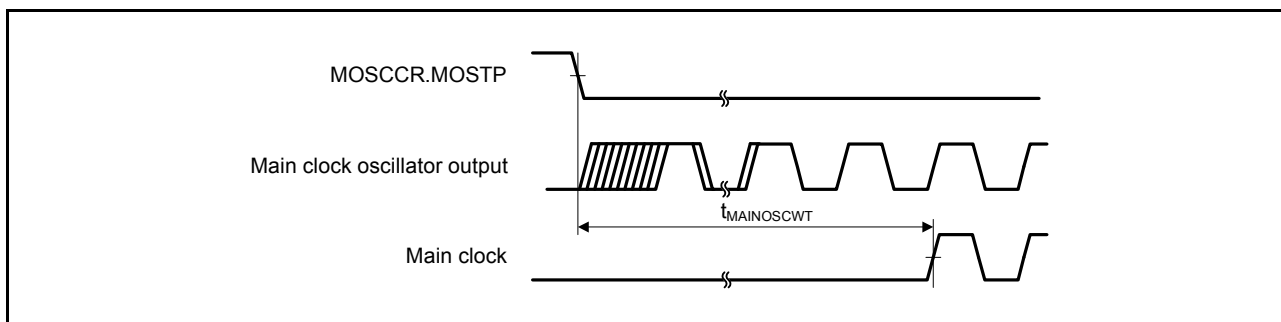 MOSCCR.MOSTP
Main clock oscillator output
tMAINOSCWT
Main clock